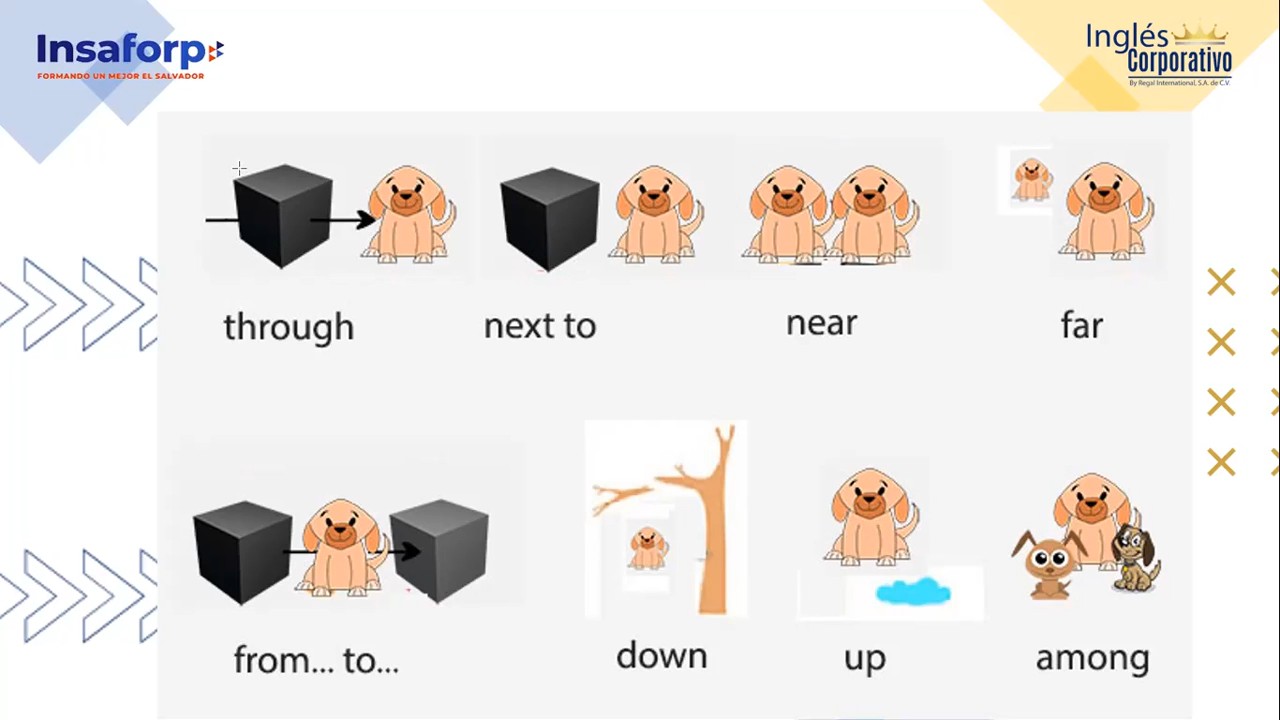 Insaforp
FORMANDO UN MEJOR EL SALVADOR
Inglés
Corporativo
By Regal International, S.A. de C.V.
through
next to
near
far
from... to...
down
up
among